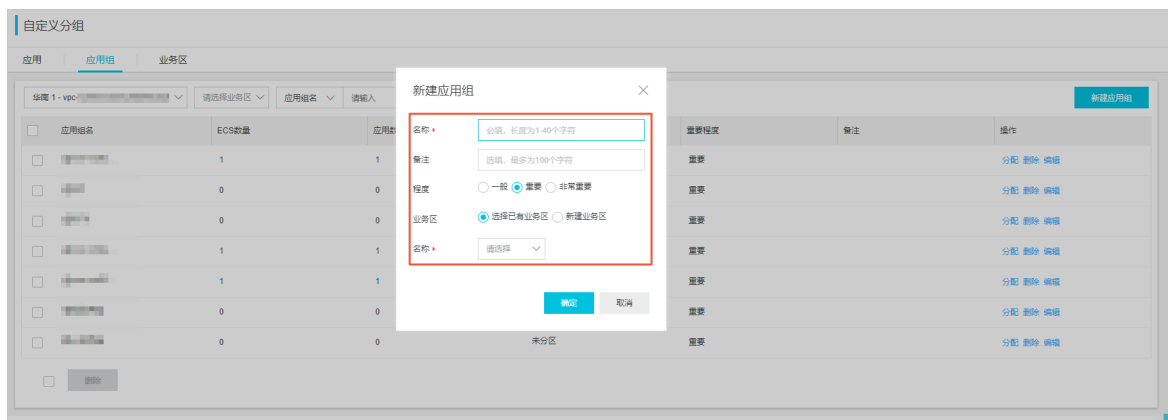 自定义分组
应用 应用组 业务区
华南 1 - vpc- 请选择业务区 应用组名 请输入 新建应用组
新建应用组
应用组名 ECS数量 重要程度 备注 操作
名称 * 必填，长度为1-40个字符
备注 选填，最多为100个字符
程度 一般 重要 非常重要
业务区 选择已有业务区 新建业务区
名称 * 请选择
确定 取消
1 1 重要 分配 删除 编辑
0 0 重要 分配 删除 编辑
0 0 重要 分配 删除 编辑
1 1 重要 分配 删除 编辑
1 1 重要 分配 删除 编辑
0 0 重要 分配 删除 编辑
0 0 未分区 重要 分配 删除 编辑
删除